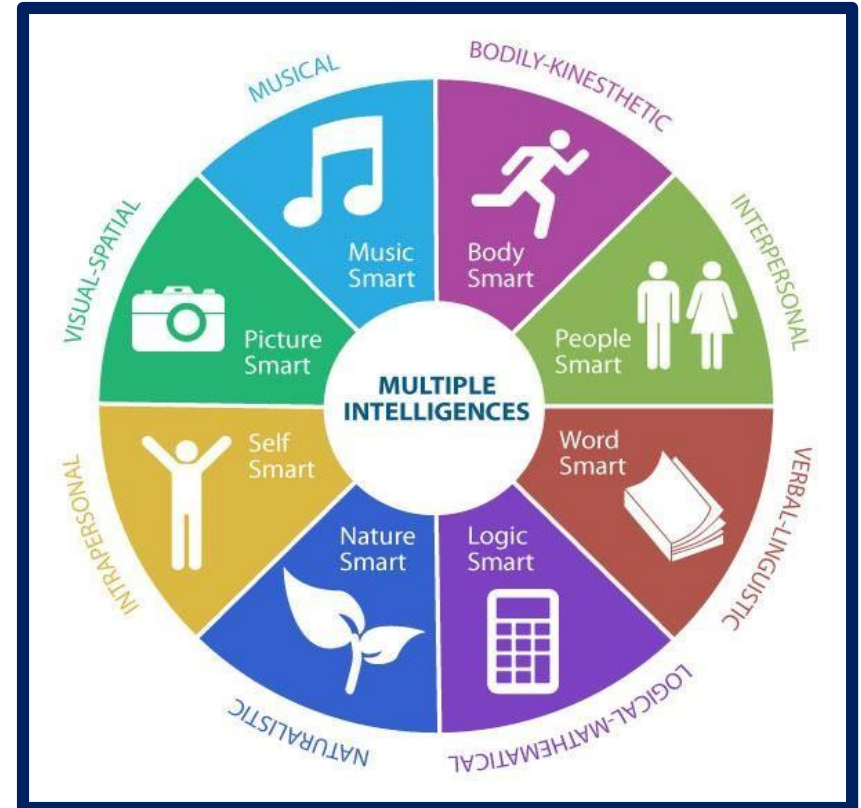 MUSICAL
BODILY-KINESTHETIC
VISUAL-SPATIAL
INTERPERSONAL
Music
Smart
Body
Smart
Picture
Smart
People
Smart
MULTIPLE
INTELLIGENCES
Self
Smart
Word
Smart
Nature
Smart
Logic
Smart
INTRAPERSONAL
VERBAL-LINGUISTIC
NATURALISTIC
LOGICAL-MATHEMATICAL